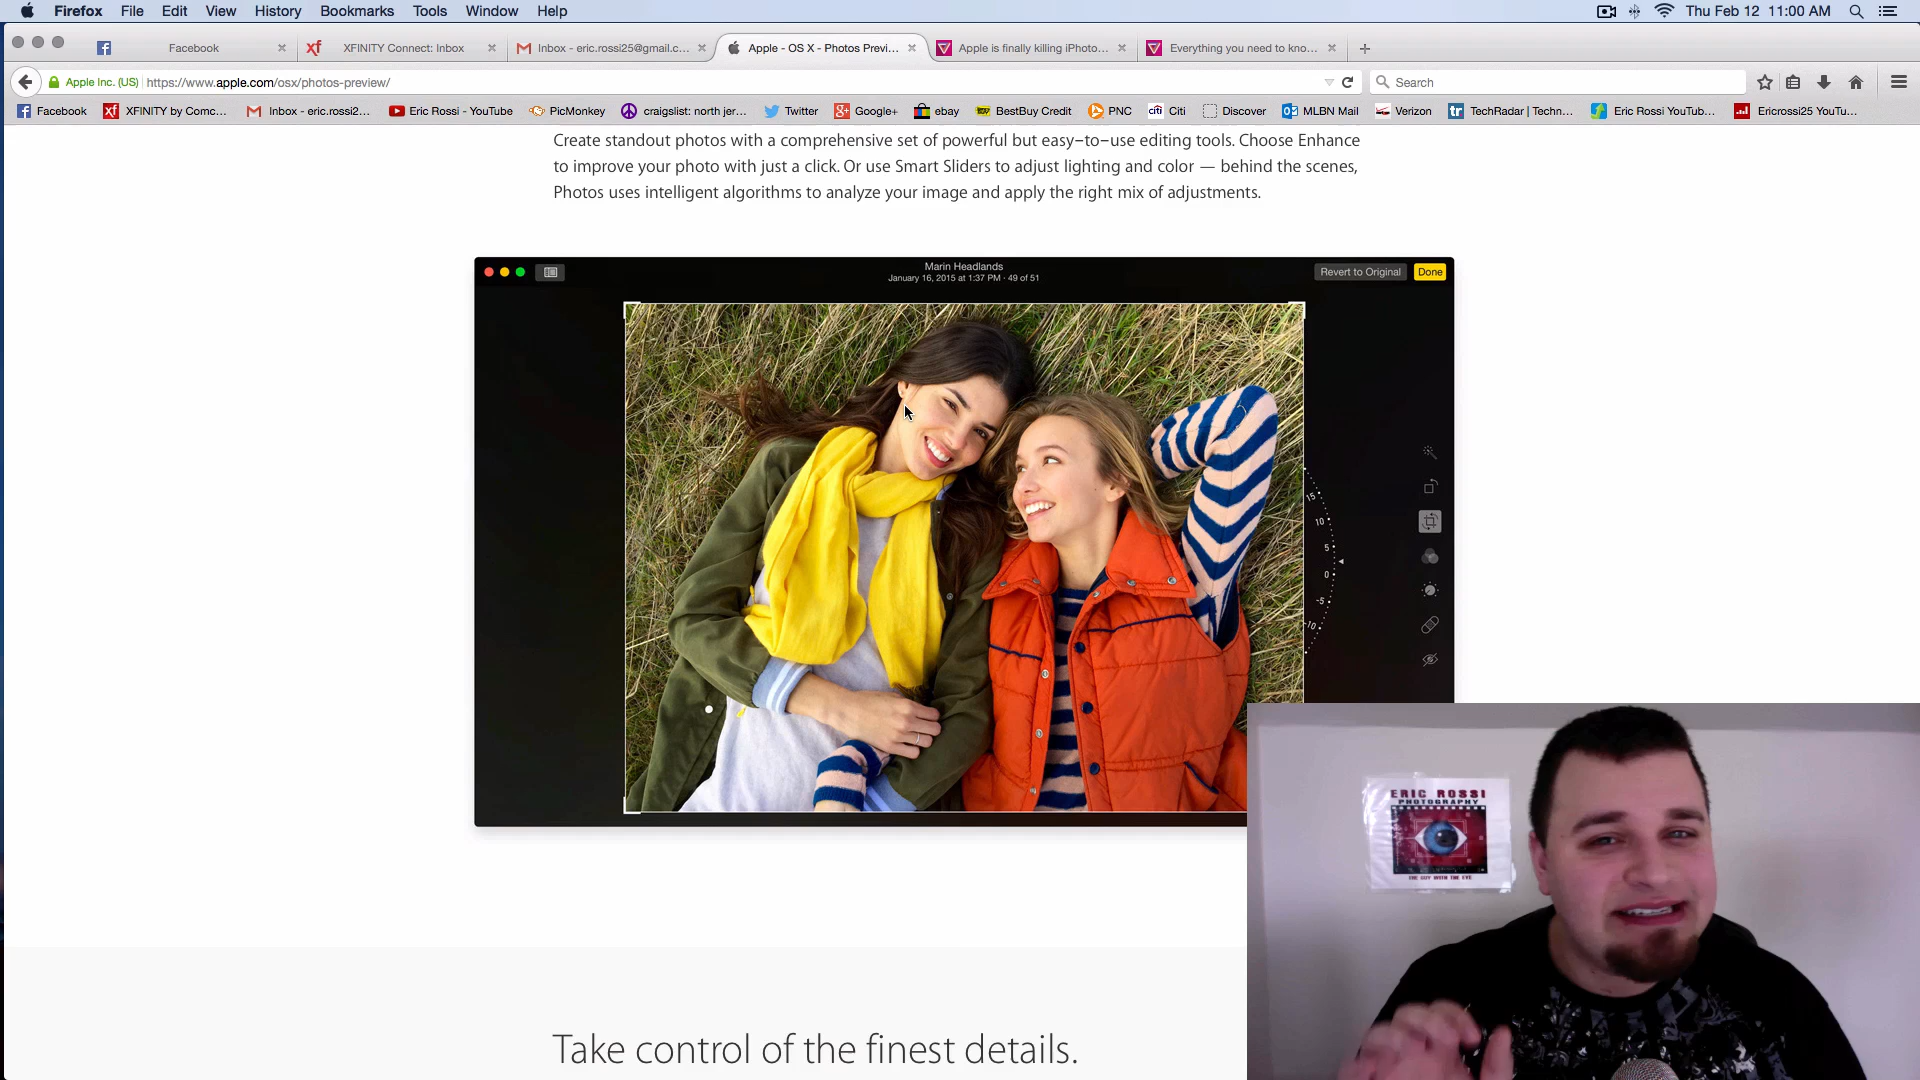 Firefox File Edit View History Bookmarks Tools Window Help Thu Feb 12 11:00 AM
Facebook XFINITY Connect: Inbox Inbox - eric.rossi25@gmail.c... Apple - OS X - Photos Previ... Apple is finally killing iPhoto... Everything you need to kno...
Apple Inc. (US) https://www.apple.com/osx/photos-preview/ Search
Facebook XFINITY by Comc... Inbox - eric.rossi2... Eric Rossi - YouTube PicMonkey craigslist: north jer... Twitter Google+ ebay BestBuy Credit PNC citi Citi Discover MLBN Mail Verizon tr TechRadar | Techn... Eric Rossi YouTub... Ericrossi25 YouTu...
Create standout photos with a comprehensive set of powerful but easy-to-use editing tools. Choose Enhance
to improve your photo with just a click. Or use Smart Sliders to adjust lighting and color — behind the scenes,
Photos uses intelligent algorithms to analyze your image and apply the right mix of adjustments.
Marin Headlands
January 16, 2015 at 1:37 PM · 49 of 51
Revert to Original Done
15
10
5
0
-5
-10
ERIC ROSSI
PHOTOGRAPHY
THE GUY WITH THE EYE
Take control of the finest details.